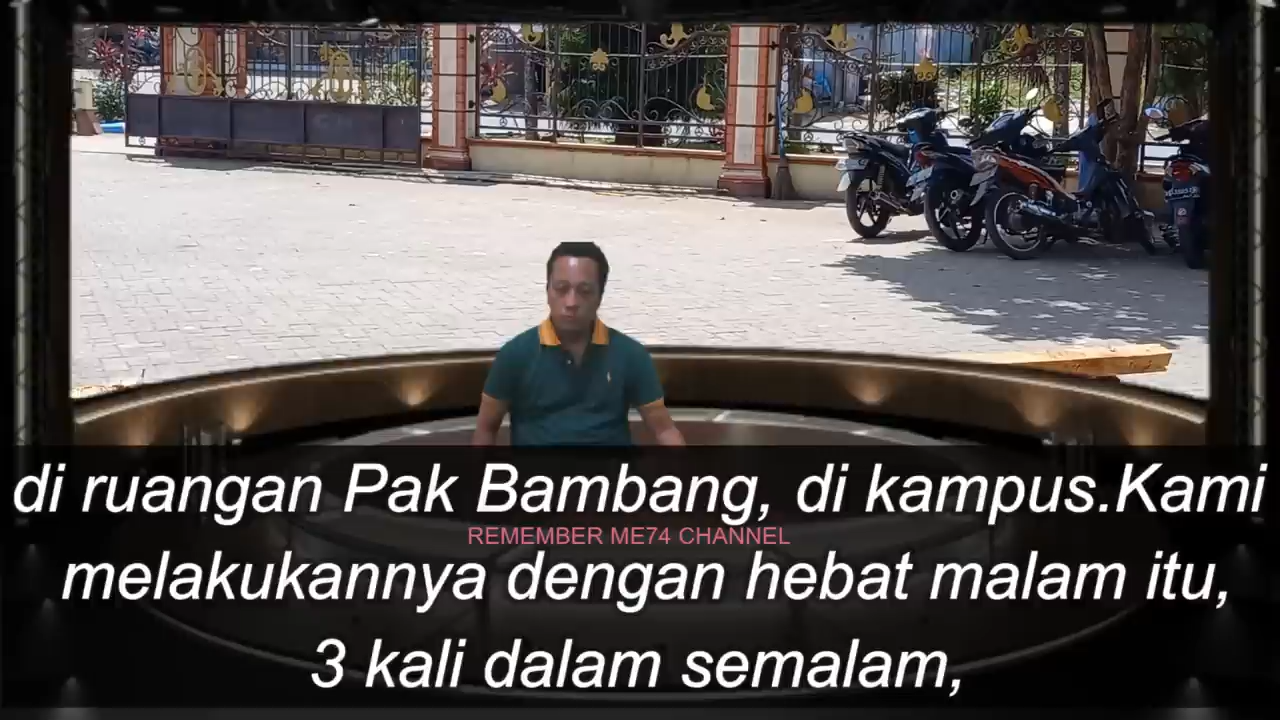 di ruangan Pak Bambang, di kampus.Kami
REMEMBER ME74 CHANNEL
melakukannya dengan hebat malam itu,
3 kali dalam semalam,